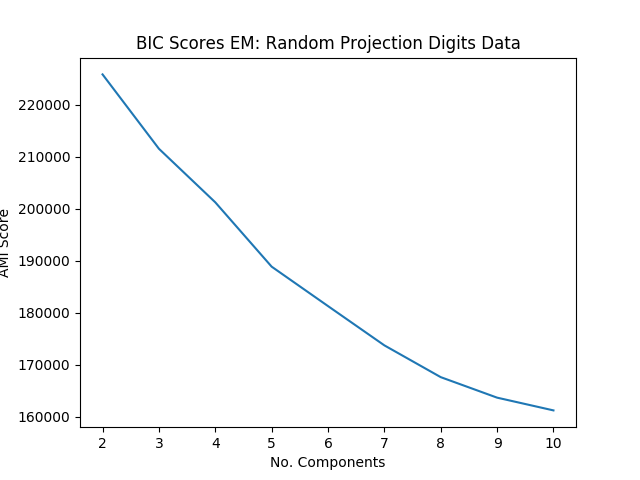 BIC Scores EM: Random Projection Digits Data
220000
210000
200000
190000
180000
170000
160000
AMI Score
2 3 4 5 6 7 8 9 10
No. Components